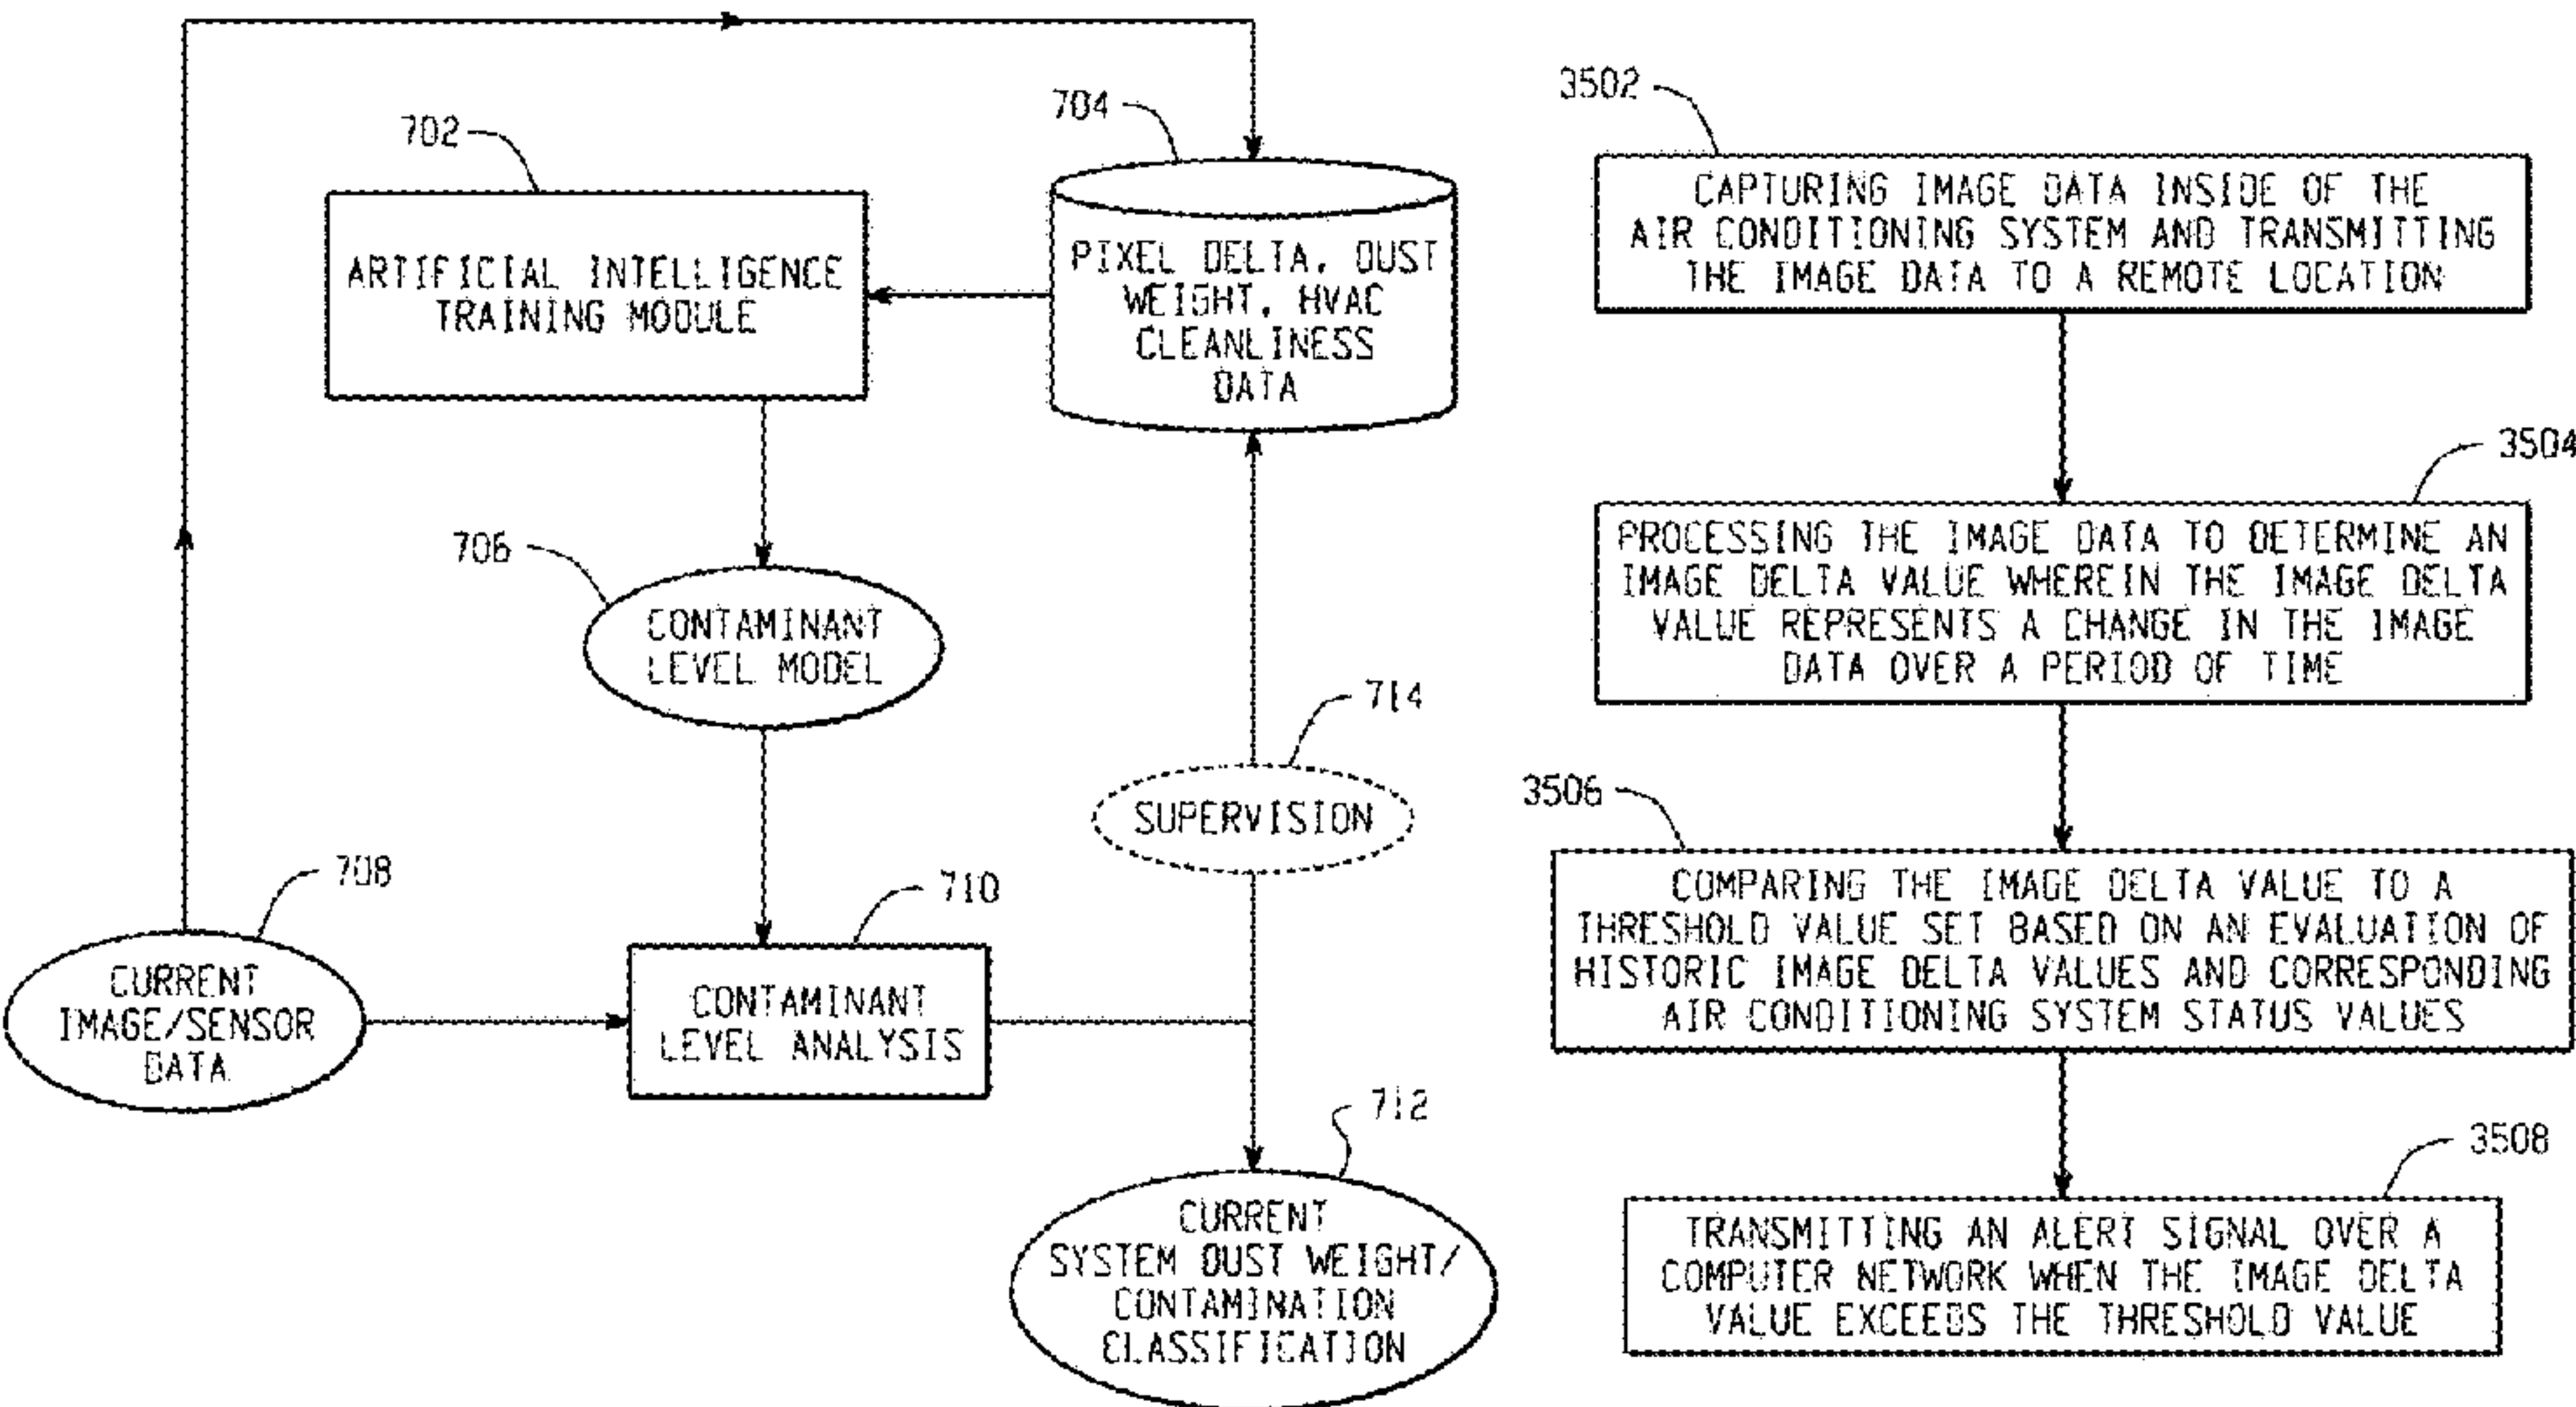 702
ARTIFICIAL INTELLIGENCE
TRAINING MODULE
704
PIXEL DELTA, DUST
WEIGHT, HVAC
CLEANLINESS
DATA
706
CONTAMINANT
LEVEL MODEL
714
SUPERVISION
708
CURRENT
IMAGE/SENSOR
DATA
710
CONTAMINANT
LEVEL ANALYSIS
712
CURRENT
SYSTEM DUST WEIGHT/
CONTAMINATION
CLASSIFICATION
3502
CAPTURING IMAGE DATA INSIDE OF THE
AIR CONDITIONING SYSTEM AND TRANSMITTING
THE IMAGE DATA TO A REMOTE LOCATION
3504
PROCESSING THE IMAGE DATA TO DETERMINE AN
IMAGE DELTA VALUE WHEREIN THE IMAGE DELTA
VALUE REPRESENTS A CHANGE IN THE IMAGE
DATA OVER A PERIOD OF TIME
3506
COMPARING THE IMAGE DELTA VALUE TO A
THRESHOLD VALUE SET BASED ON AN EVALUATION OF
HISTORIC IMAGE DELTA VALUES AND CORRESPONDING
AIR CONDITIONING SYSTEM STATUS VALUES
3508
TRANSMITTING AN ALERT SIGNAL OVER A
COMPUTER NETWORK WHEN THE IMAGE DELTA
VALUE EXCEEDS THE THRESHOLD VALUE